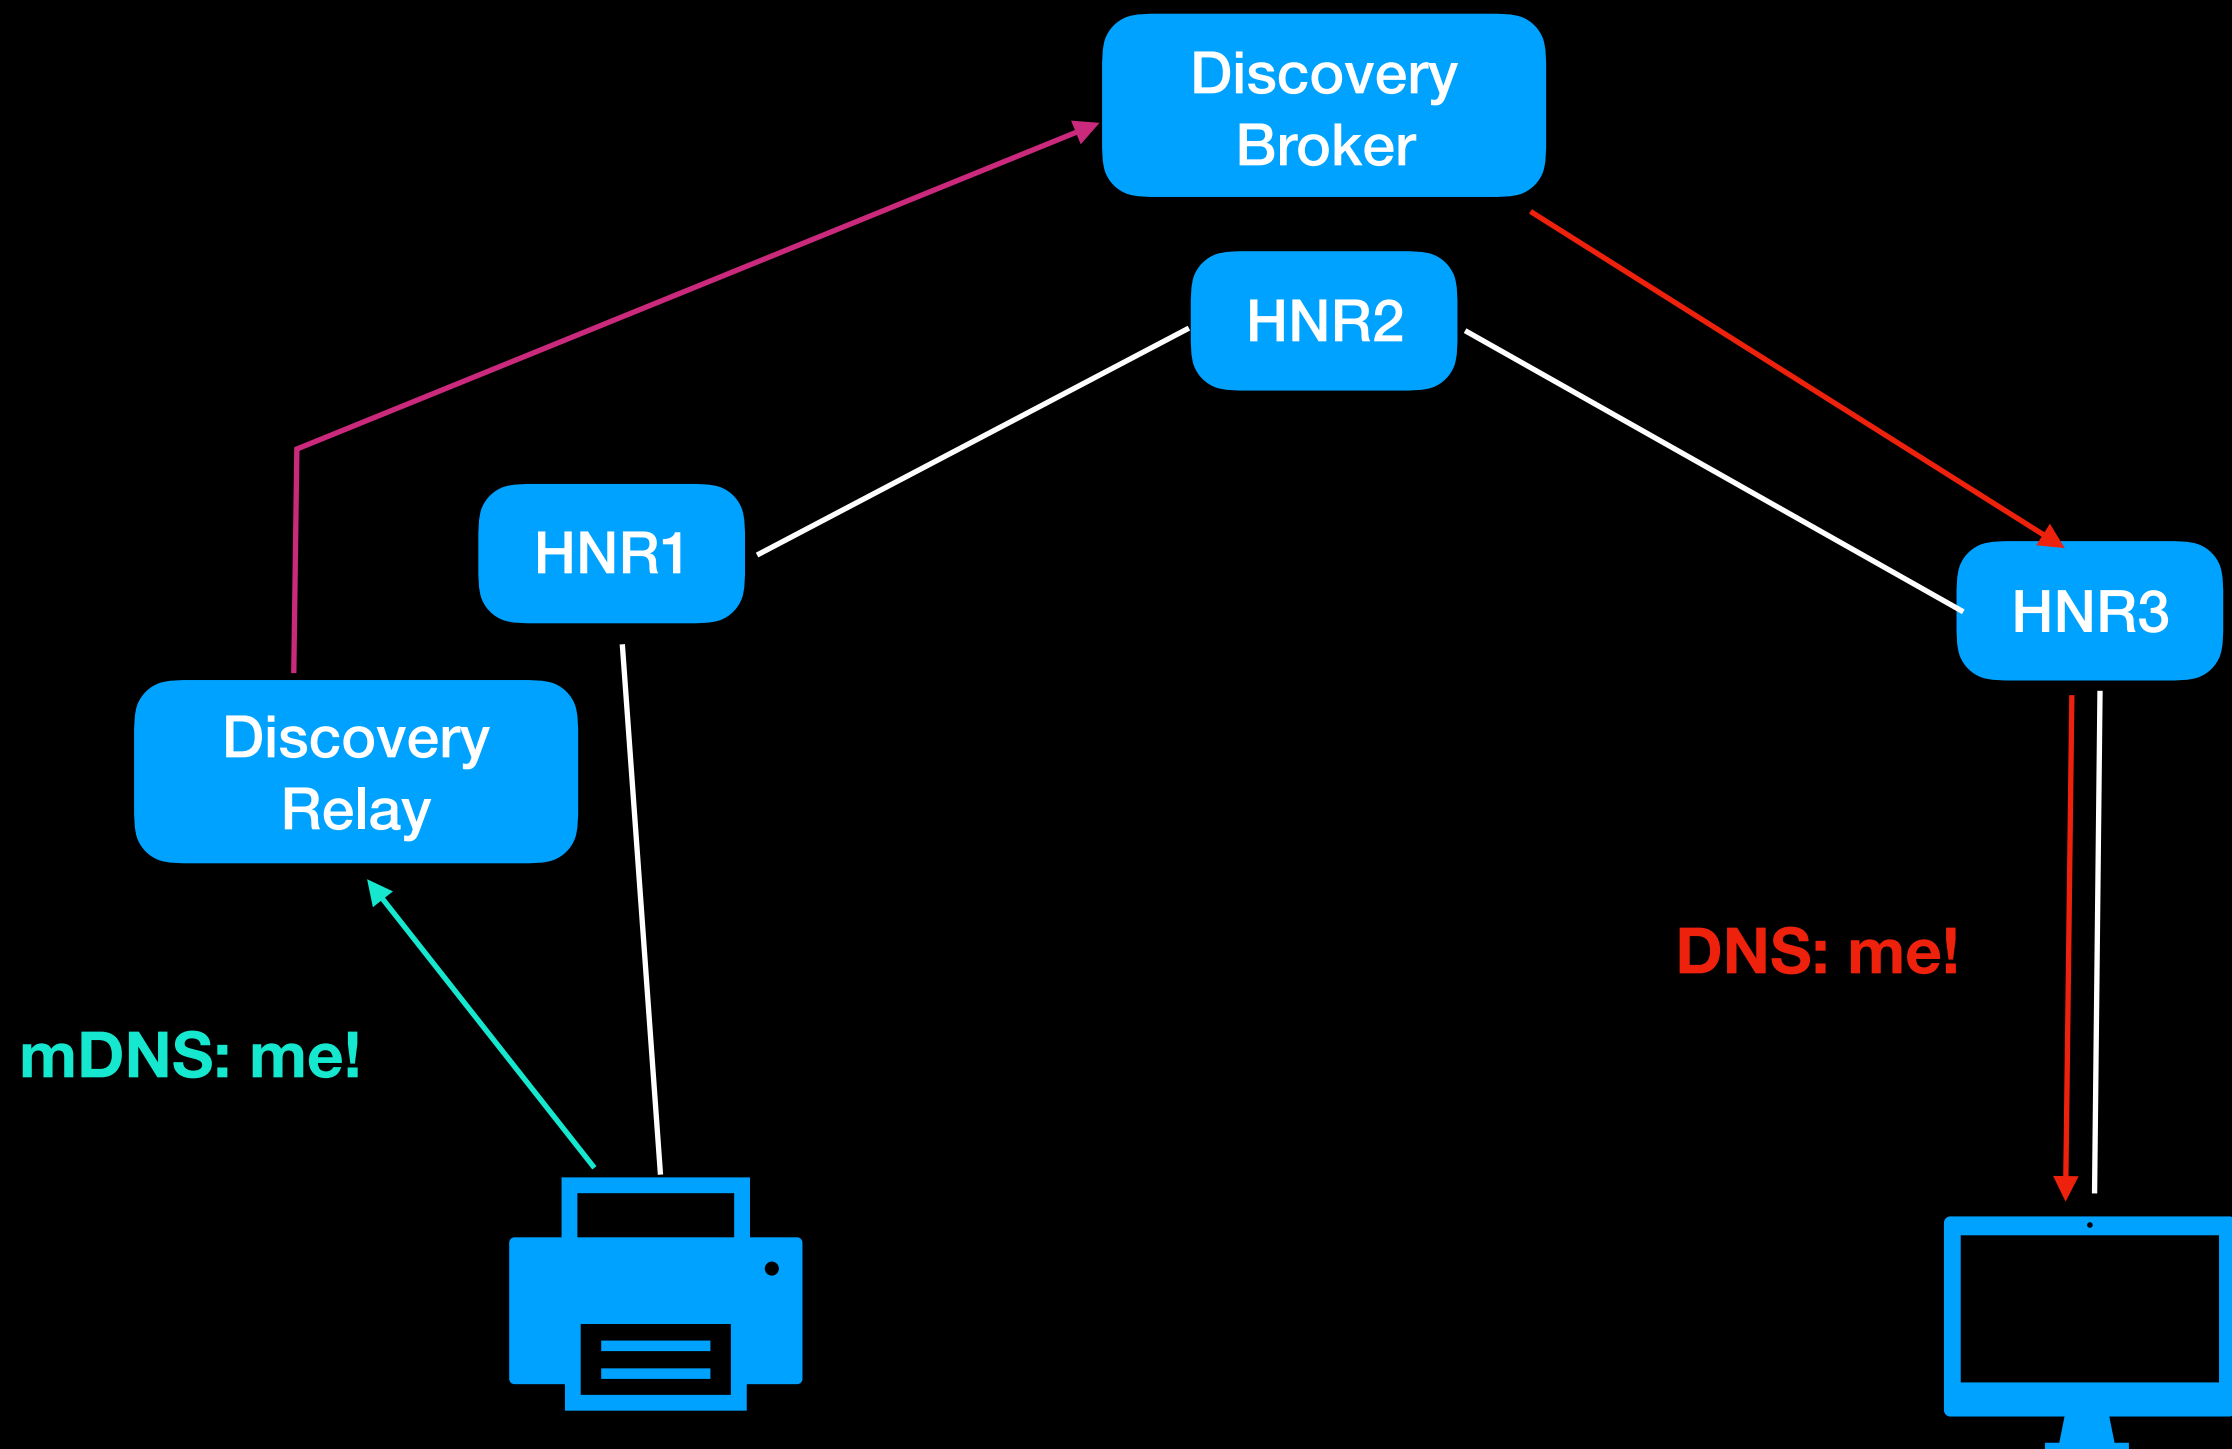 Discovery
Broker
HNR2
HNR1
HNR3
Discovery
Relay
DNS: me!
mDNS: me!